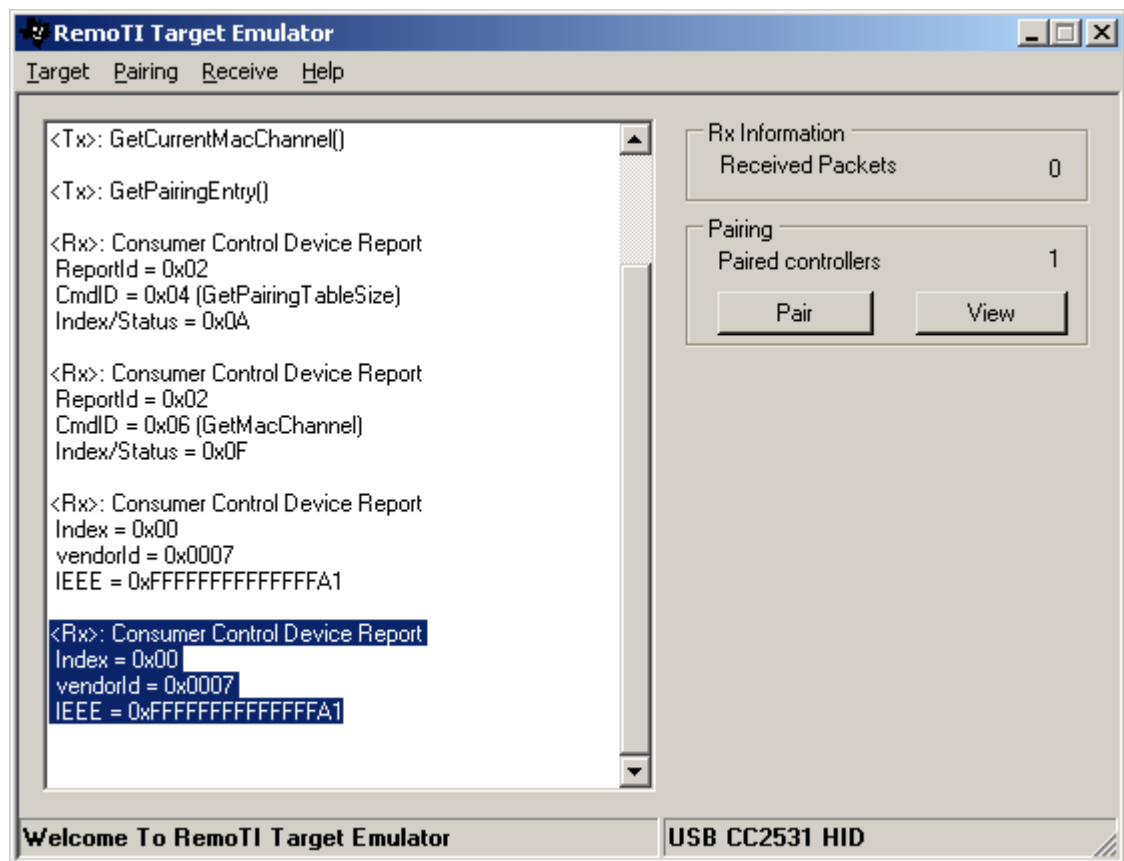 RemoTI Target Emulator
Target Pairing Receive Help
<Tx>: GetCurrentMacChannel()
<Tx>: GetPairingEntry()
<Rx>: Consumer Control Device Report
ReportId = 0x02
CmdID = 0x04 (GetPairingTableSize)
Index/Status = 0x0A
<Rx>: Consumer Control Device Report
ReportId = 0x02
CmdID = 0x06 (GetMacChannel)
Index/Status = 0x0F
<Rx>: Consumer Control Device Report
Index = 0x00
vendorId = 0x0007
IEEE = 0xFFFFFFFFFFFFFFA1
<Rx>: Consumer Control Device Report
Index = 0x00
vendorId = 0x0007
IEEE = 0xFFFFFFFFFFFFFFA1
Rx Information
Received Packets 0
Pairing
Paired controllers 1
Pair View
Welcome To RemoTI Target Emulator
USB CC2531 HID